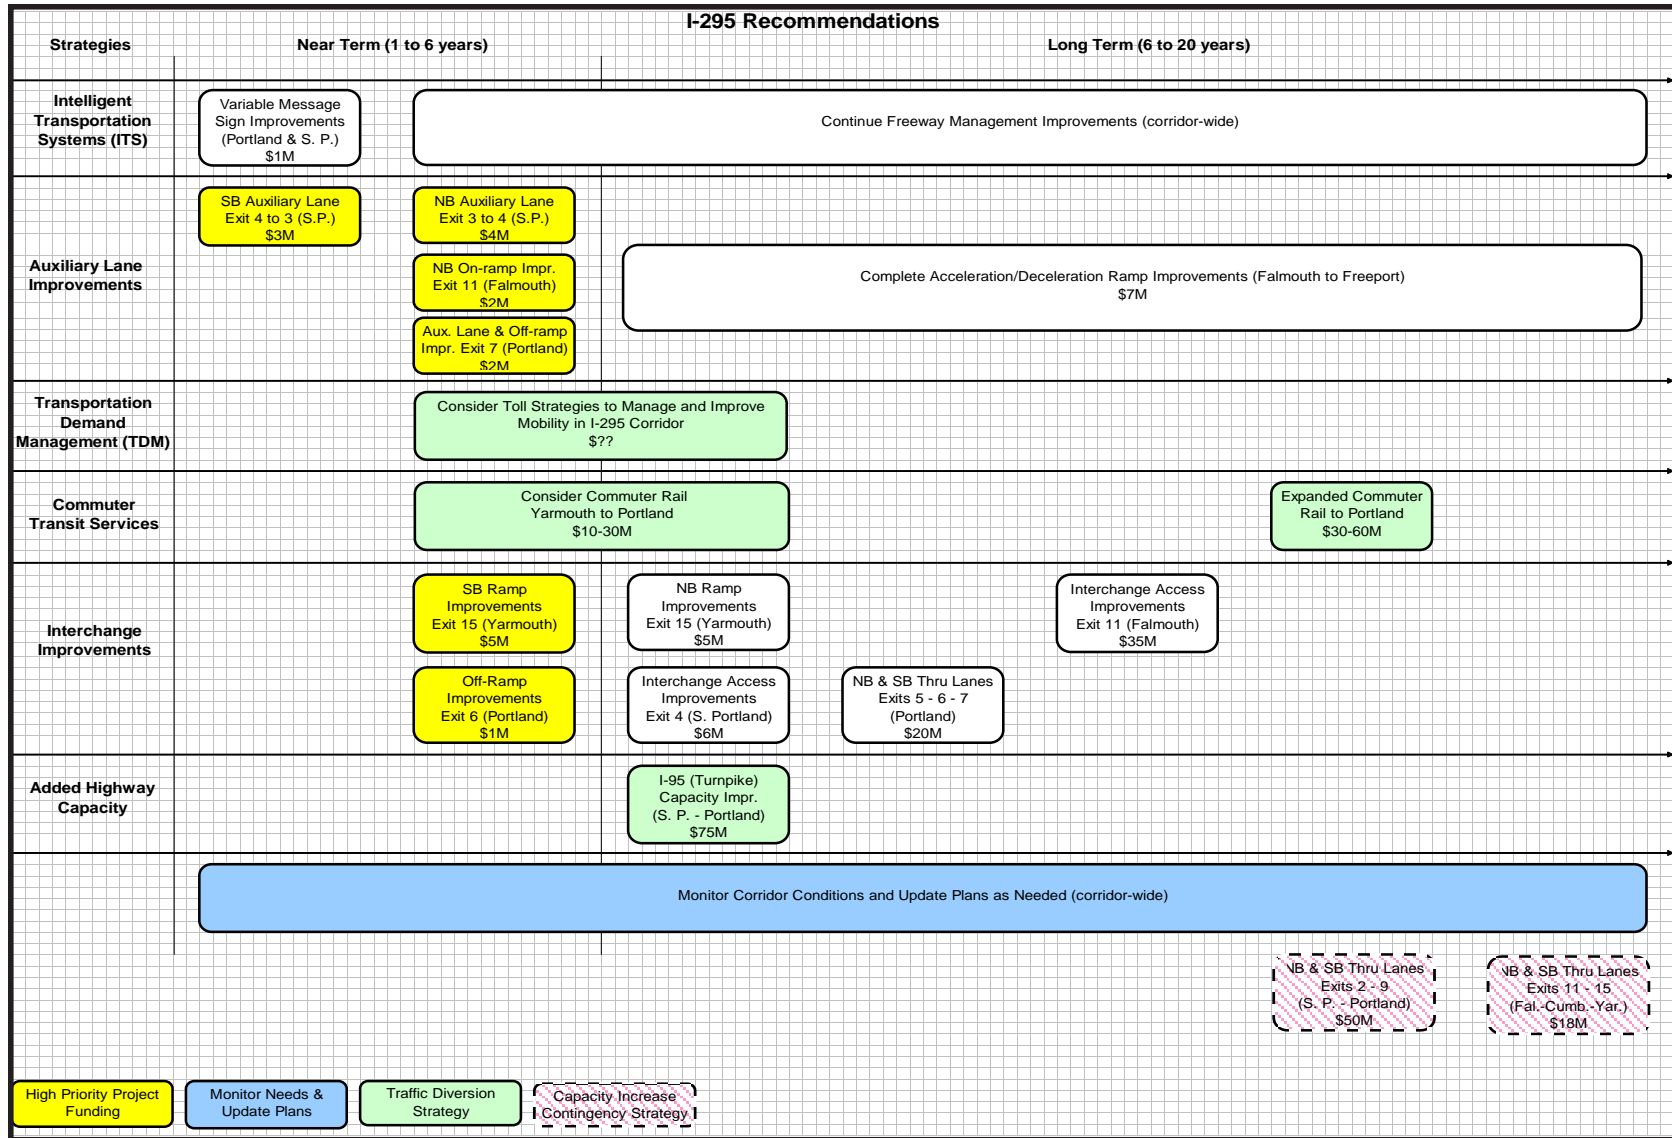 I-295 Recommendations
Strategies
Near Term (1 to 6 years)
Long Term (6 to 20 years)
Intelligent
Transportation
Systems (ITS)
Variable Message
Sign Improvements
(Portland & S. P.)
$1M
Continue Freeway Management Improvements (corridor-wide)
Auxiliary Lane
Improvements
SB Auxiliary Lane
Exit 4 to 3 (S.P.)
$3M
NB Auxiliary Lane
Exit 3 to 4 (S.P.)
$4M
NB On-ramp Impr.
Exit 11 (Falmouth)
$2M
Aux. Lane & Off-ramp
Impr. Exit 7 (Portland)
$2M
Complete Acceleration/Deceleration Ramp Improvements (Falmouth to Freeport)
$7M
Transportation
Demand
Management (TDM)
Consider Toll Strategies to Manage and Improve
Mobility in I-295 Corridor
$??
Commuter
Transit Services
Consider Commuter Rail
Yarmouth to Portland
$10-30M
Expanded Commuter
Rail to Portland
$30-60M
Interchange
Improvements
SB Ramp
Improvements
Exit 15 (Yarmouth)
$5M
NB Ramp
Improvements
Exit 15 (Yarmouth)
$5M
Interchange Access
Improvements
Exit 11 (Falmouth)
$35M
Off-Ramp
Improvements
Exit 6 (Portland)
$1M
Interchange Access
Improvements
Exit 4 (S. Portland)
$6M
NB & SB Thru Lanes
Exits 5 - 6 - 7
(Portland)
$20M
Added Highway
Capacity
I-95 (Turnpike)
Capacity Impr.
(S. P. - Portland)
$75M
Monitor Corridor Conditions and Update Plans as Needed (corridor-wide)
NB & SB Thru Lanes
Exits 2 - 9
(S. P. - Portland)
$50M
NB & SB Thru Lanes
Exits 11 - 15
(Fal.-Cumb.-Yar.)
$18M
High Priority Project
Funding
Monitor Needs &
Update Plans
Traffic Diversion
Strategy
Capacity Increase
Contingency Strategy